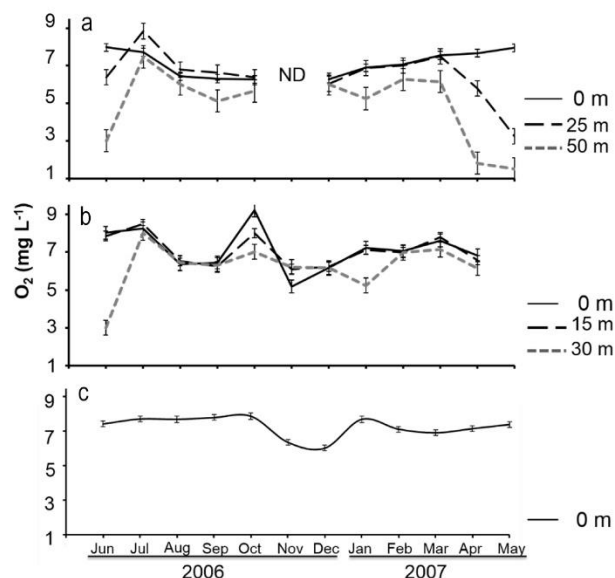 a
9
7
5
3
1
ND
0 m
25 m
50 m
b
9
7
5
3
1
O₂ (mg L⁻¹)
0 m
15 m
30 m
c
9
7
5
3
1
0 m
Jun Jul Aug Sep Oct Nov Dec Jan Feb Mar Apr May
2006 2007